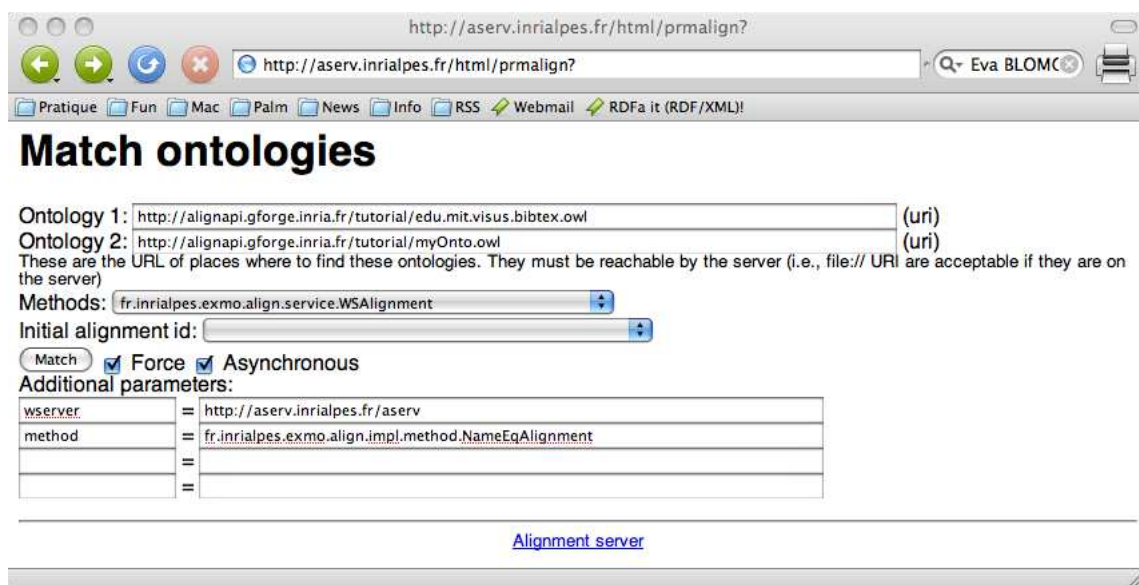 http://aserv.inrialpes.fr/html/prmalign?
http://aserv.inrialpes.fr/html/prmalign? Eva BLOMC
Pratique Fun Mac Palm News Info RSS Webmail RDFa it (RDF/XML)!
Match ontologies
Ontology 1: http://alignapi.gforge.inria.fr/tutorial/edu.mit.visus.bibtex.owl (uri)
Ontology 2: http://alignapi.gforge.inria.fr/tutorial/myOnto.owl (uri)
These are the URL of places where to find these ontologies. They must be reachable by the server (i.e., file:// URI are acceptable if they are on
the server)
Methods: fr.inrialpes.exmo.align.service.WSAlignment
Initial alignment id:
Match Force Asynchronous
Additional parameters:
wserver = http://aserv.inrialpes.fr/aserv
method = fr.inrialpes.exmo.align.impl.method.NameEqAlignment
=
=
Alignment server